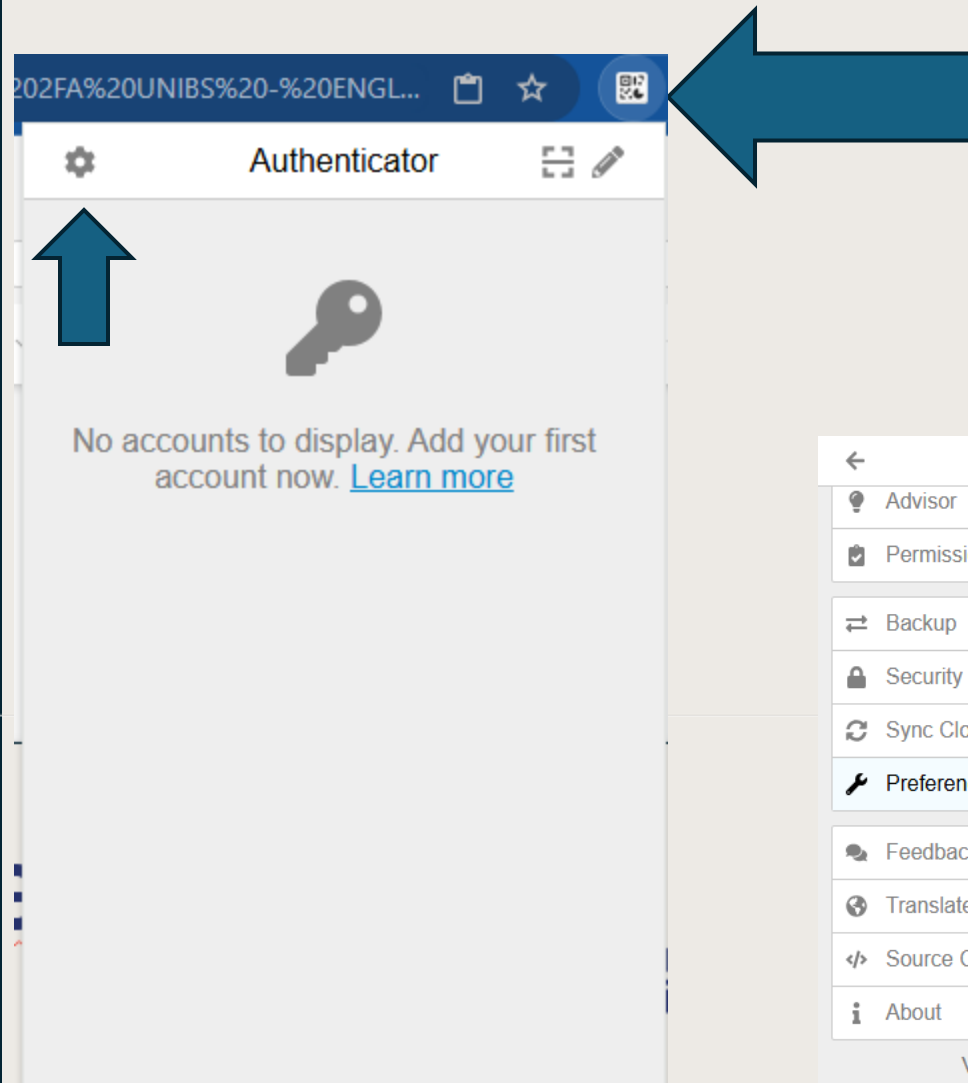 202FA%20UNIBS%20-%20ENGL...
Authenticator
No accounts to display. Add your first
account now. Learn more
Advisor
Permissi
Backup
Security
Sync Clo
Preferen
Feedbac
Translate
Source
About